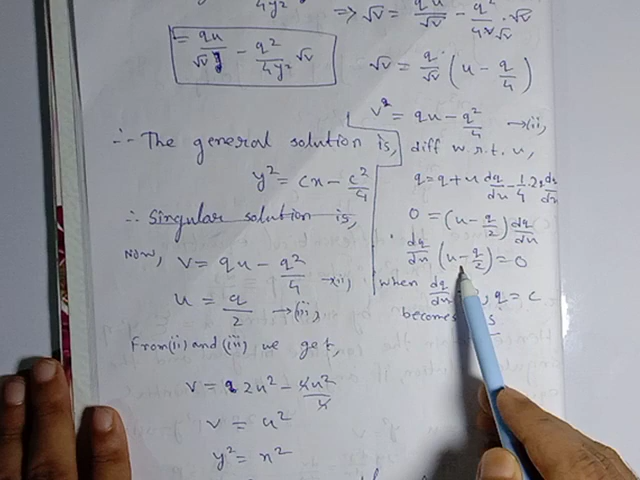 ⇒ √v = qu/√v − q²/4v · √v
= qu/√v y − q²/4y² √v
√v = q/√v (u − q/4)
v = qu − q²/4 → (ii),
∴ The general solution is,
diff w.r.t. u,
y² = cx − c²/4
q = q + u dq/du − 1/4 · 2q dq/du
∴ Singular solution is,
0 = (u − q/2) dq/du
Now, v = qu − q²/4 → (ii),
dq/du (u − q/2) = 0
u = q/2 → (iii),
when dq/du , q = c
becomes is
From (ii) and (iii) we get,
v = 2u² − 4u²/4
v = u²
y² = x²